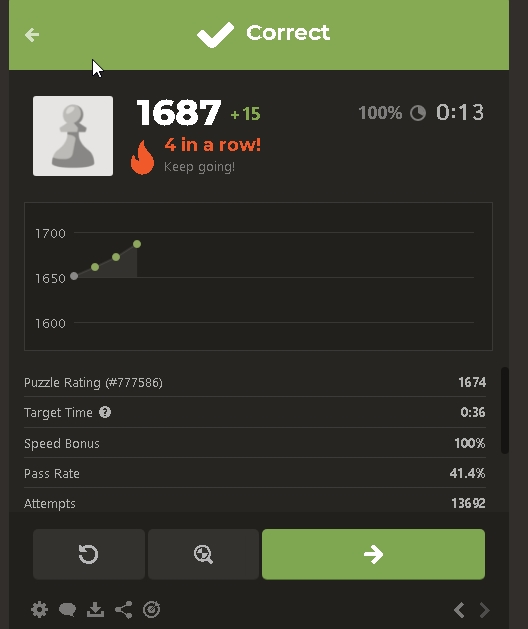 Correct
1687 +15
100% 0:13
4 in a row!
Keep going!
1700
1650
1600
Puzzle Rating (#777586) 1674
Target Time ? 0:36
Speed Bonus 100%
Pass Rate 41.4%
Attempts 13692